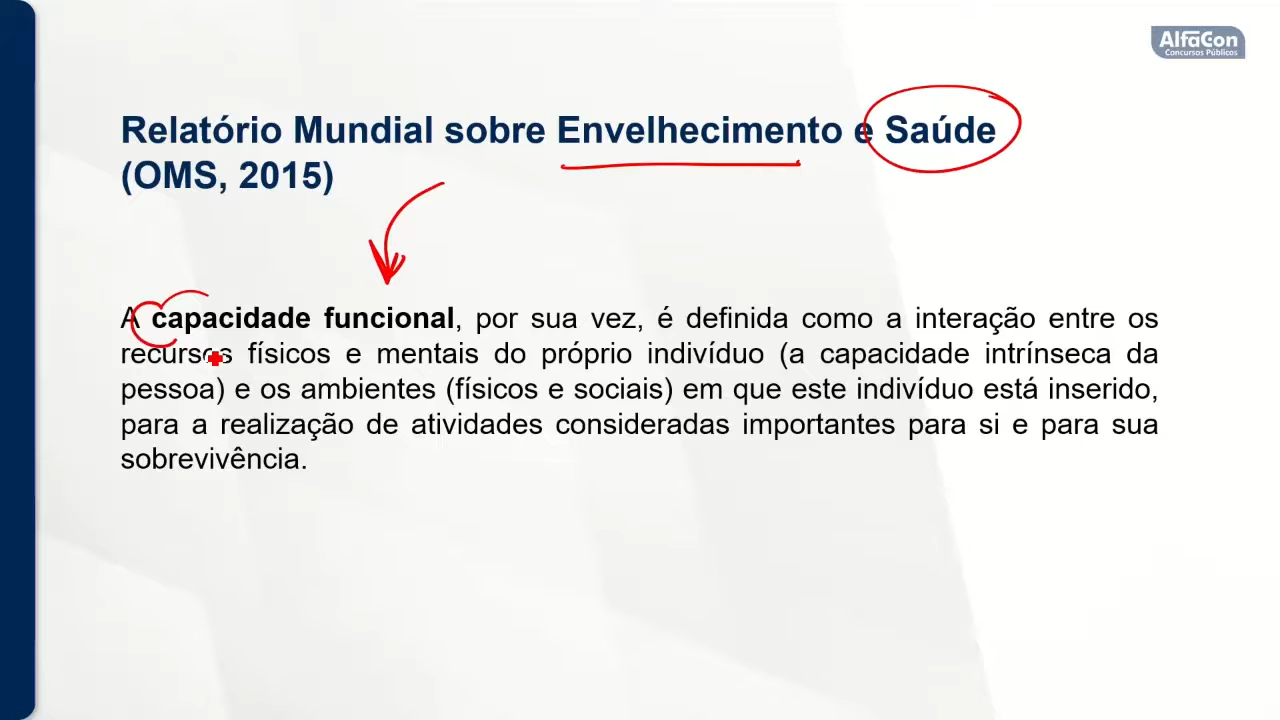 AlfaCon
Concursos Públicos
Relatório Mundial sobre Envelhecimento e Saúde
(OMS, 2015)
A capacidade funcional, por sua vez, é definida como a interação entre os
recursos físicos e mentais do próprio indivíduo (a capacidade intrínseca da
pessoa) e os ambientes (físicos e sociais) em que este indivíduo está inserido,
para a realização de atividades consideradas importantes para si e para sua
sobrevivência.